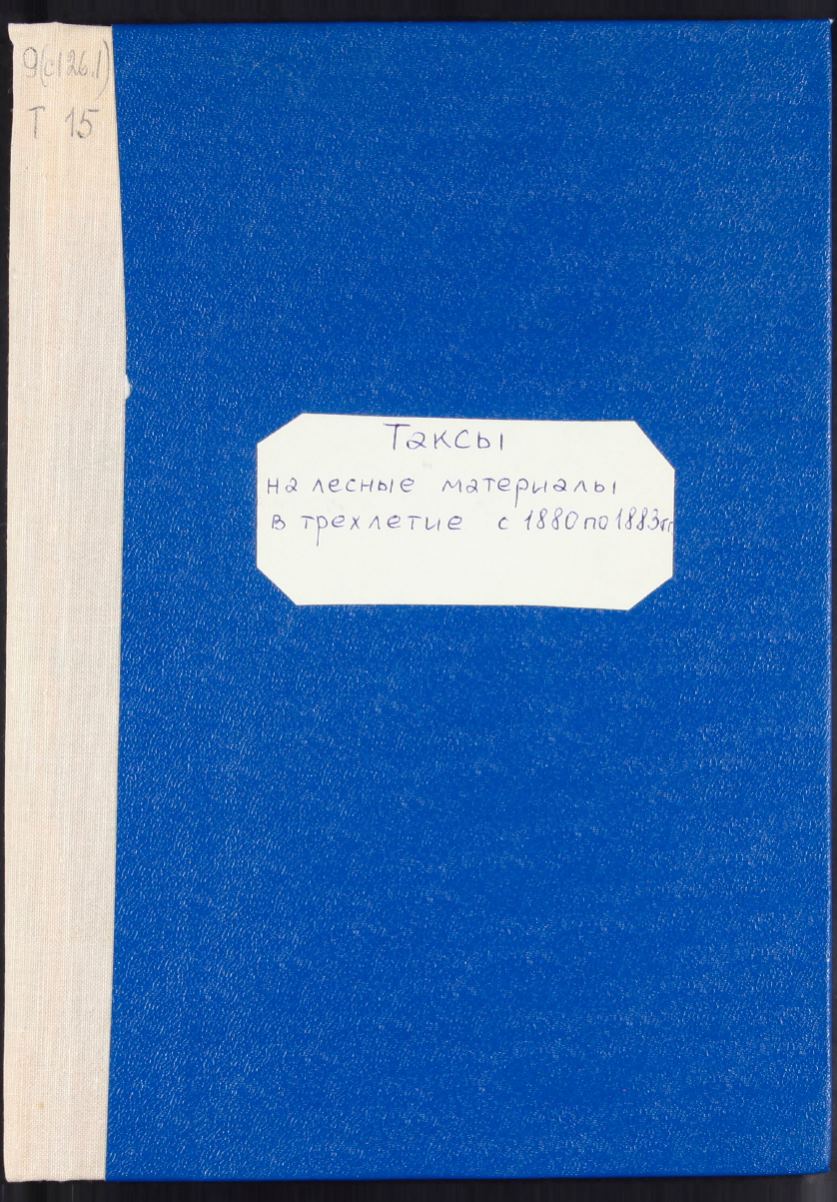 9(с126.1)
Т 15
Таксы
на лесные материалы
в трехлетие с 1880 по 1883гг